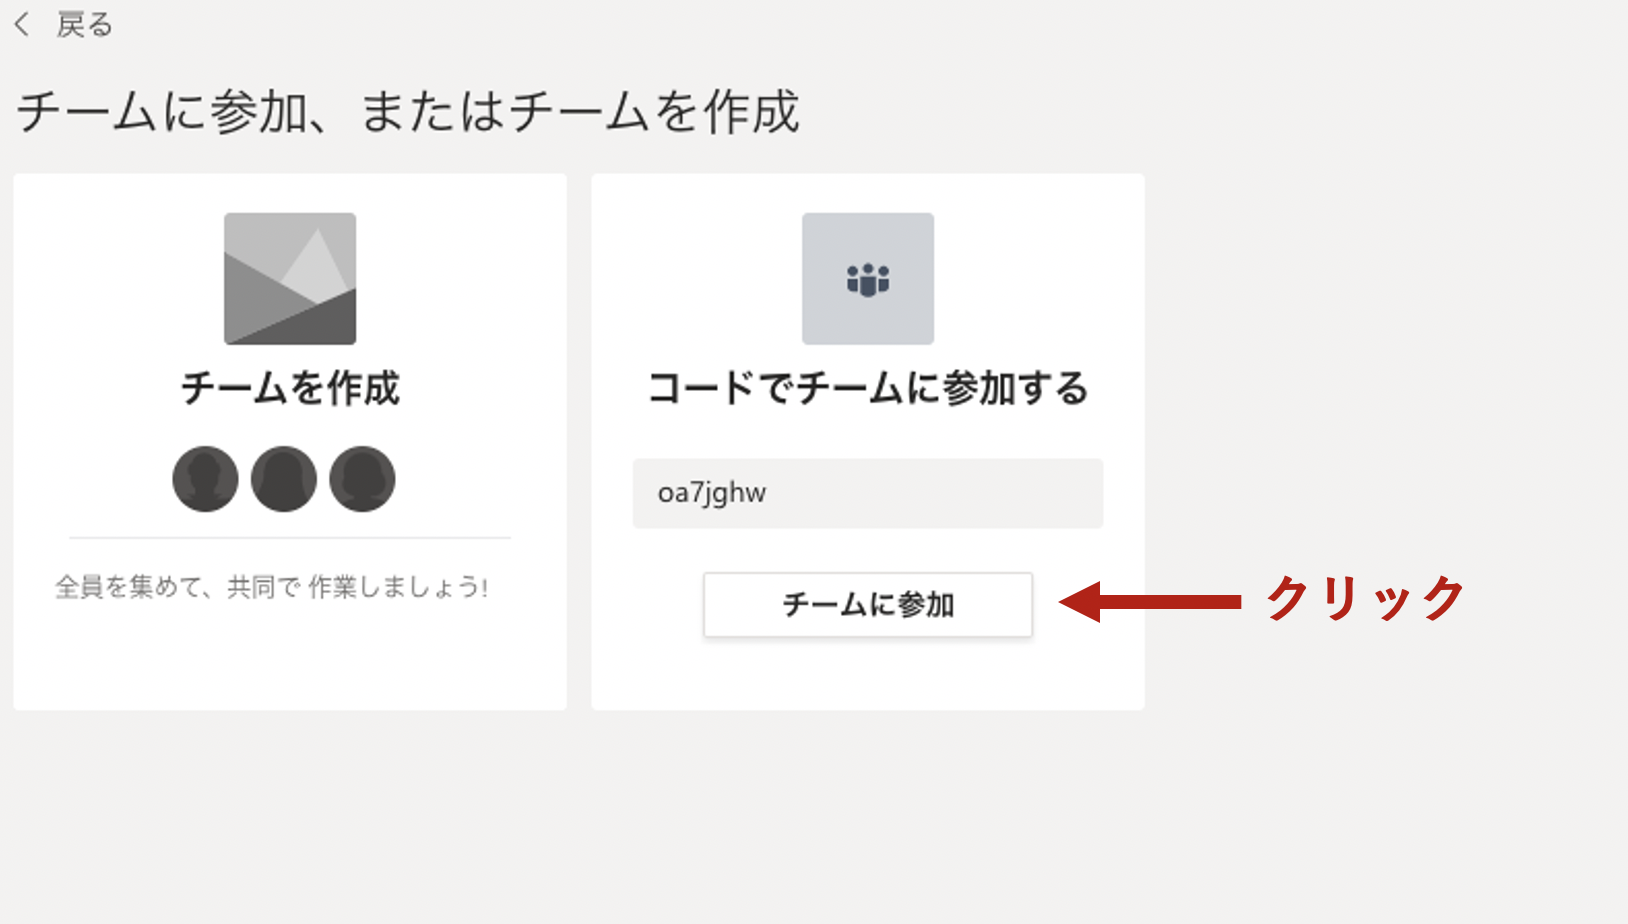 戻る
チームに参加、またはチームを作成
チームを作成
全員を集めて、共同で 作業しましょう!
コードでチームに参加する
oa7jghw
チームに参加
クリック